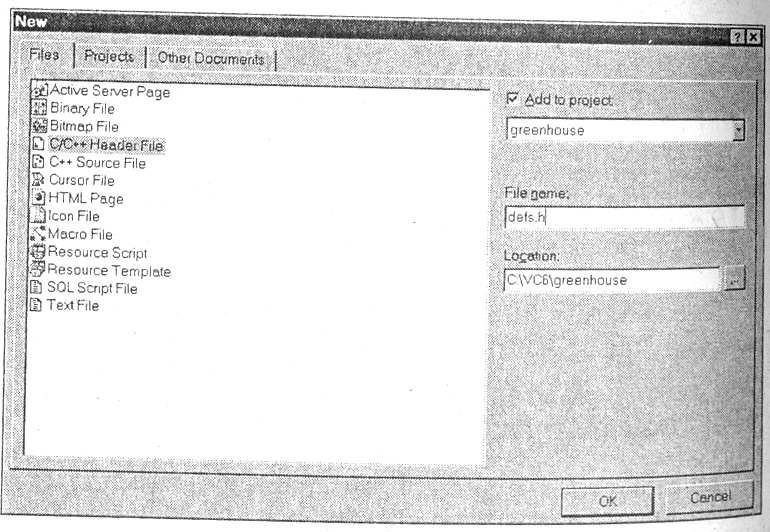 New
Files Projects Other Documents
Active Server Page
Binary File
Bitmap File
C/C++ Header File
C++ Source File
Cursor File
HTML Page
Icon File
Macro File
Resource Script
Resource Template
SQL Script File
Text File
Add to project:
greenhouse
File name:
defs.h
Location:
C:\VC6\greenhouse
...
OK Cancel